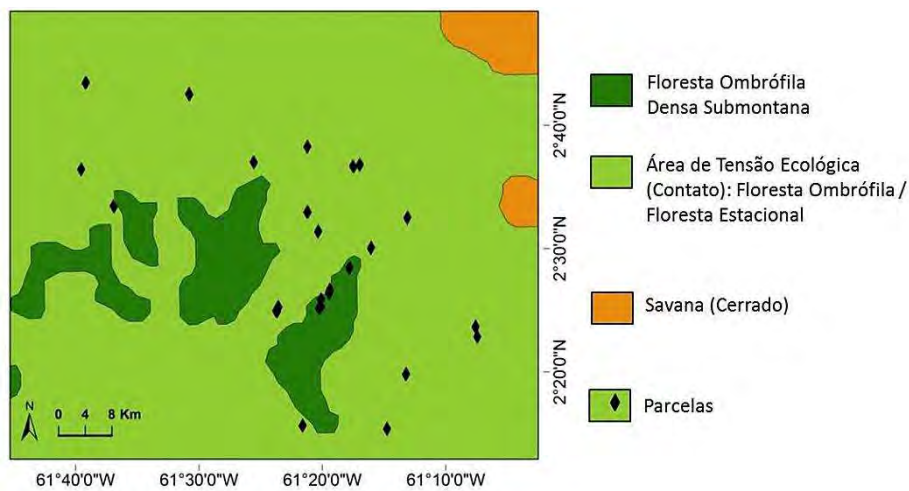 Floresta Ombrófila
Densa Submontana
Área de Tensão Ecológica
(Contato): Floresta Ombrófila /
Floresta Estacional
Savana (Cerrado)
Parcelas
2°40'0"N
2°30'0"N
2°20'0"N
N
0 4 8 Km
61°40'0"W
61°30'0"W
61°20'0"W
61°10'0"W